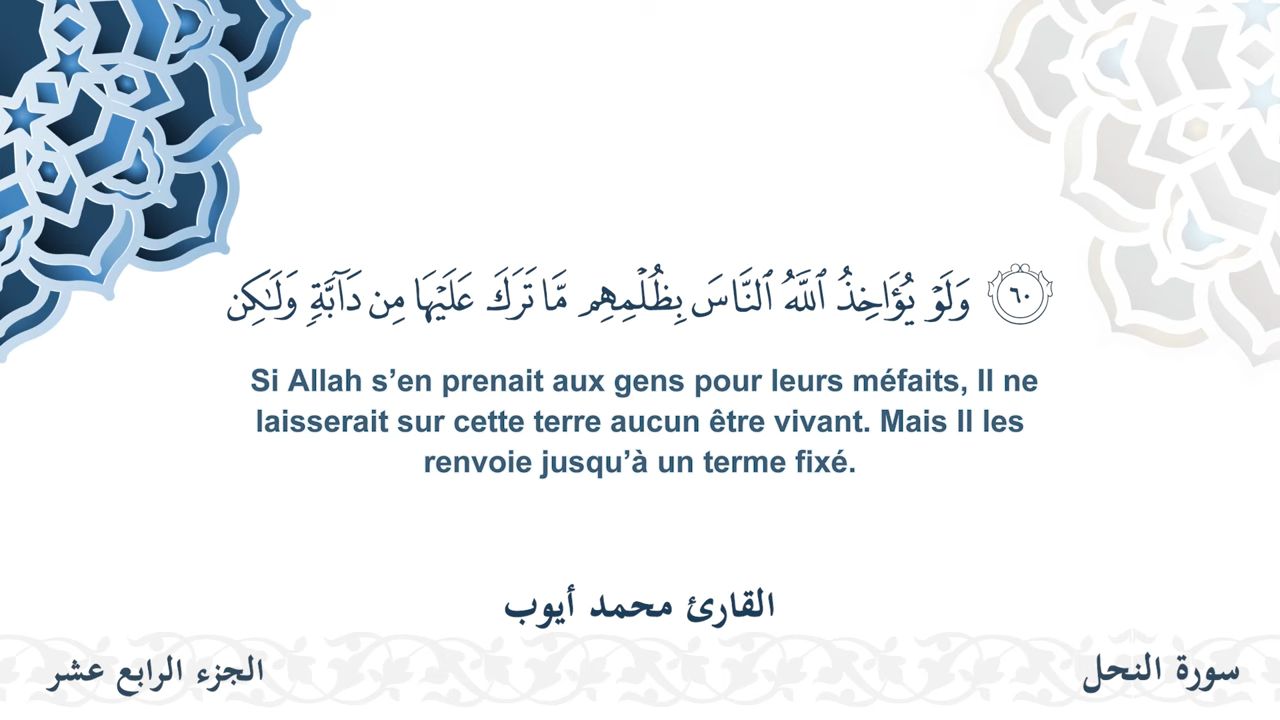 ۝٦٠ وَلَوۡ يُؤَاخِذُ ٱللَّهُ ٱلنَّاسَ بِظُلۡمِهِم مَّا تَرَكَ عَلَيۡهَا مِن دَآبَّةٖ وَلَٰكِن
Si Allah s’en prenait aux gens pour leurs méfaits, Il ne
laisserait sur cette terre aucun être vivant. Mais Il les
renvoie jusqu’à un terme fixé.
القارئ محمد أيوب
سورة النحل
الجزء الرابع عشر